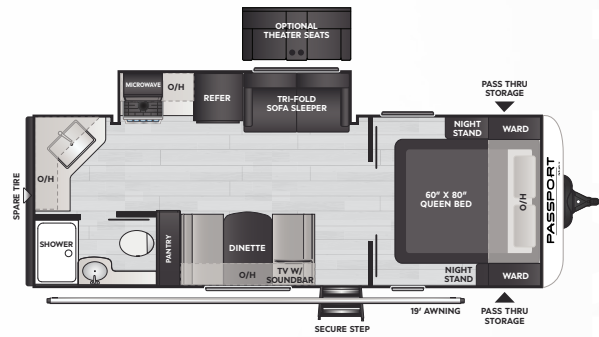 OPTIONAL
THEATER SEATS
MICROWAVE
O/H
REFER
TRI-FOLD
SOFA SLEEPER
PASS THRU
STORAGE
NIGHT
STAND
WARD
SPARE TIRE
O/H
60" X 80"
QUEEN BED
O/H
PASSPORT
SHOWER
PANTRY
DINETTE
O/H
TV W/
SOUNDBAR
NIGHT
STAND
WARD
19' AWNING
PASS THRU
STORAGE
SECURE STEP